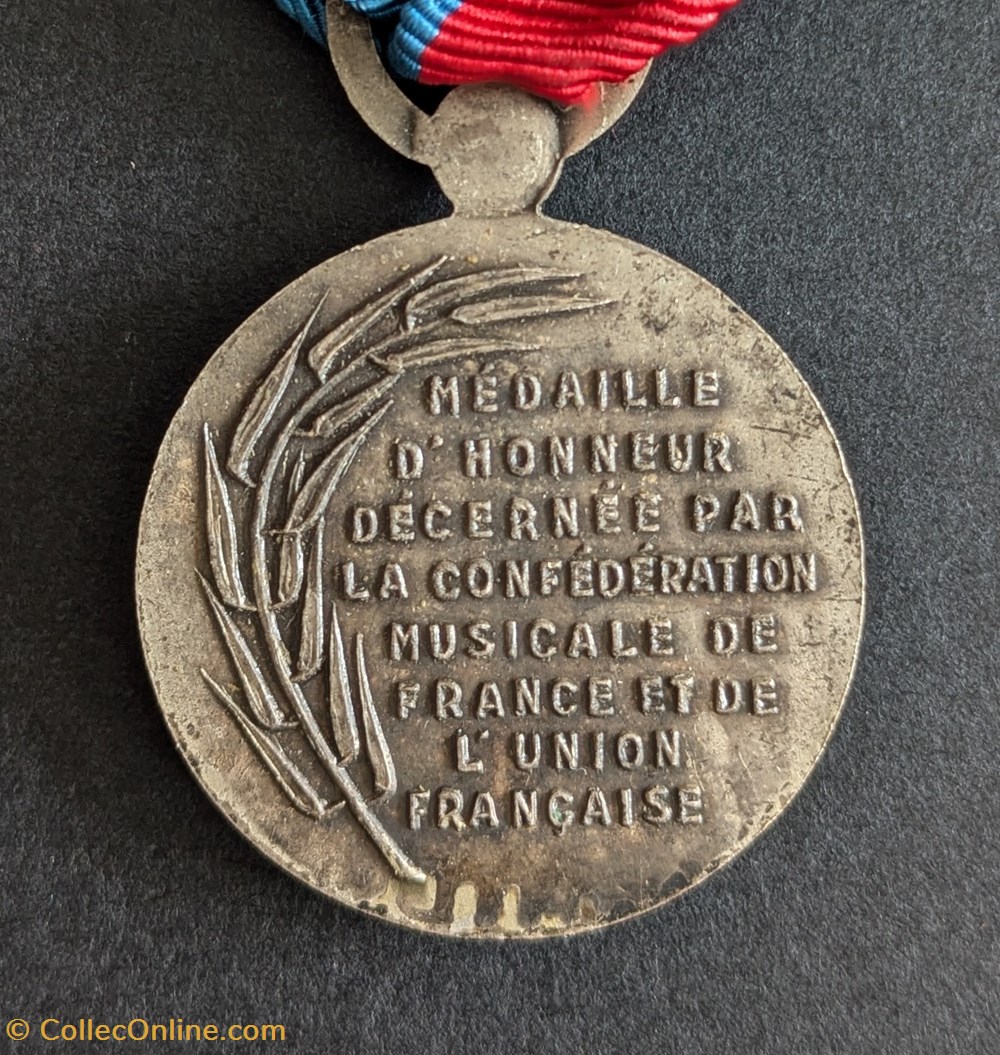 MÉDAILLE
D'HONNEUR
DÉCERNÉE PAR
LA CONFÉDÉRATION
MUSICALE DE
FRANCE ET DE
L'UNION
FRANÇAISE
© CollecOnline.com